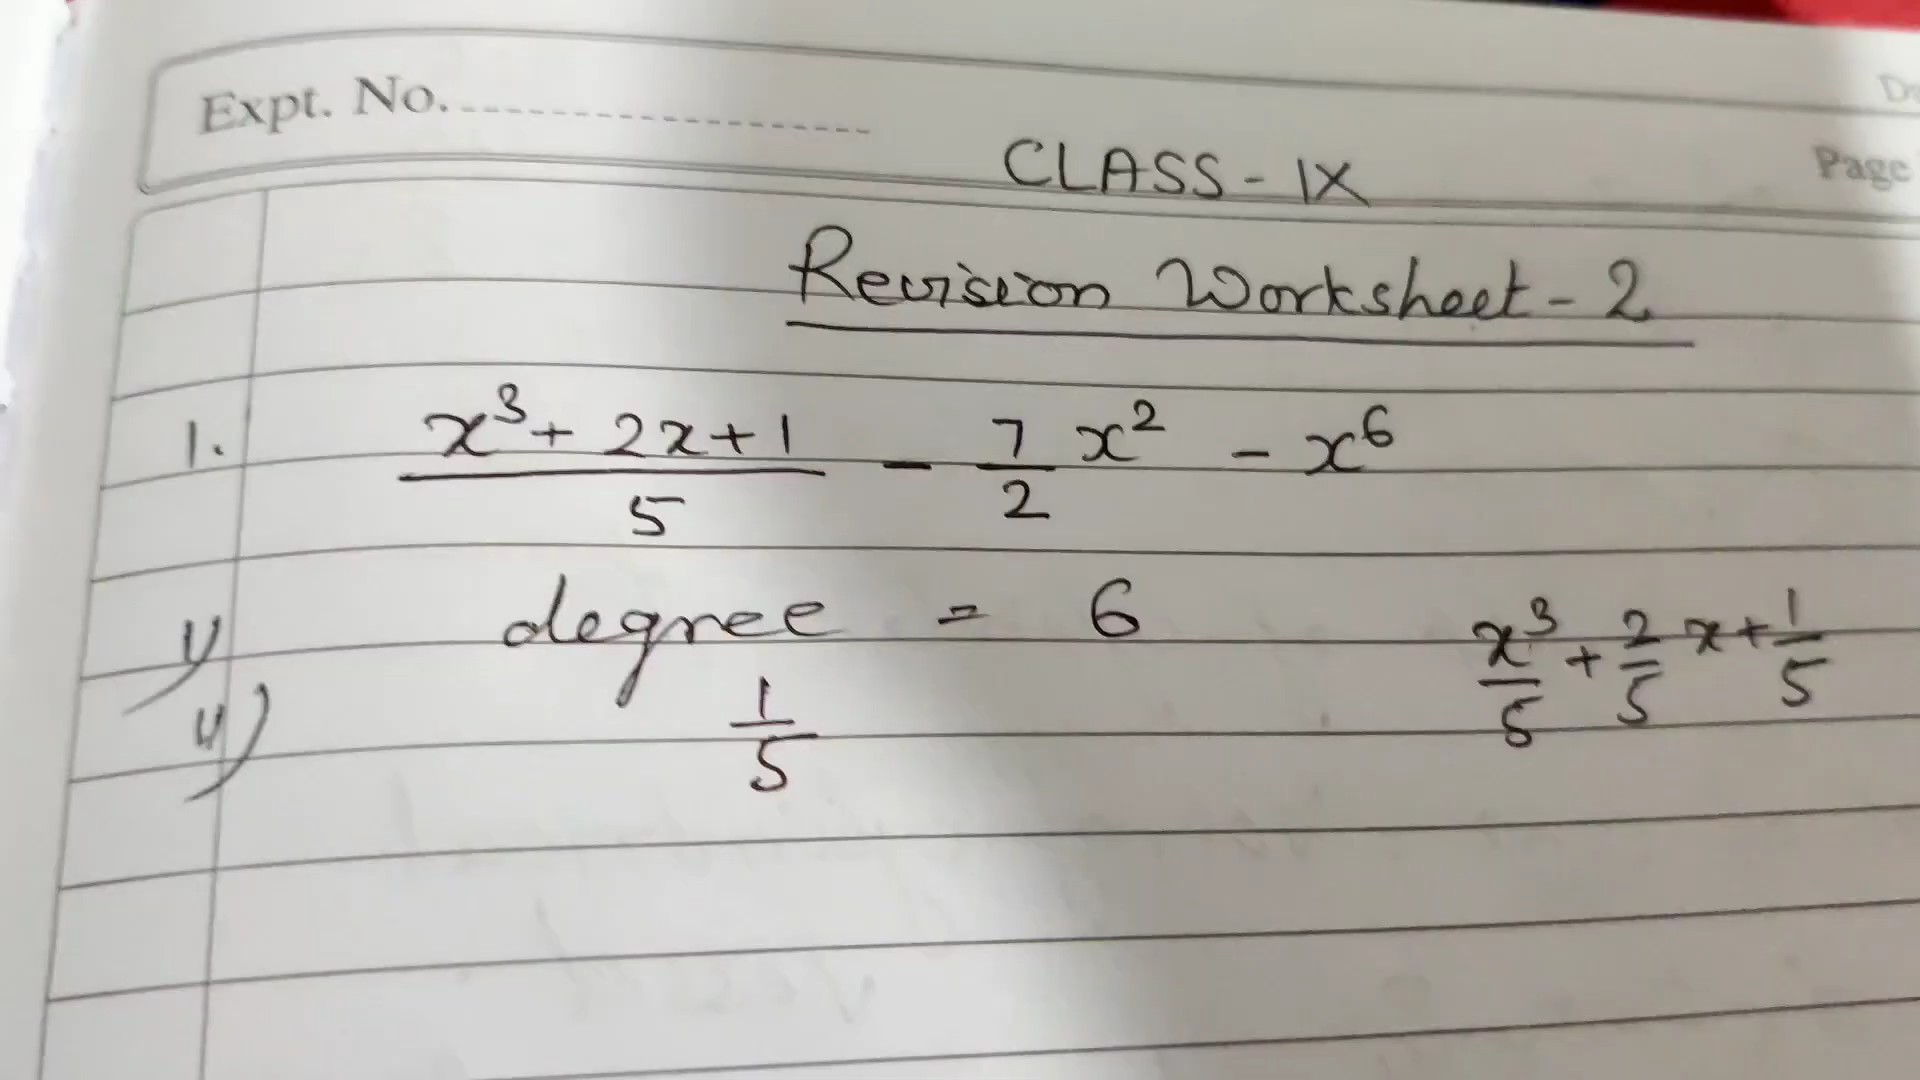 Expt. No.
Page
CLASS - IX
Revision Worksheet - 2
1. (x³ + 2x + 1)/5 - 7/2 x² - x⁶
i) degree = 6
x³/5 + 2/5 x + 1/5
ii) 1/5